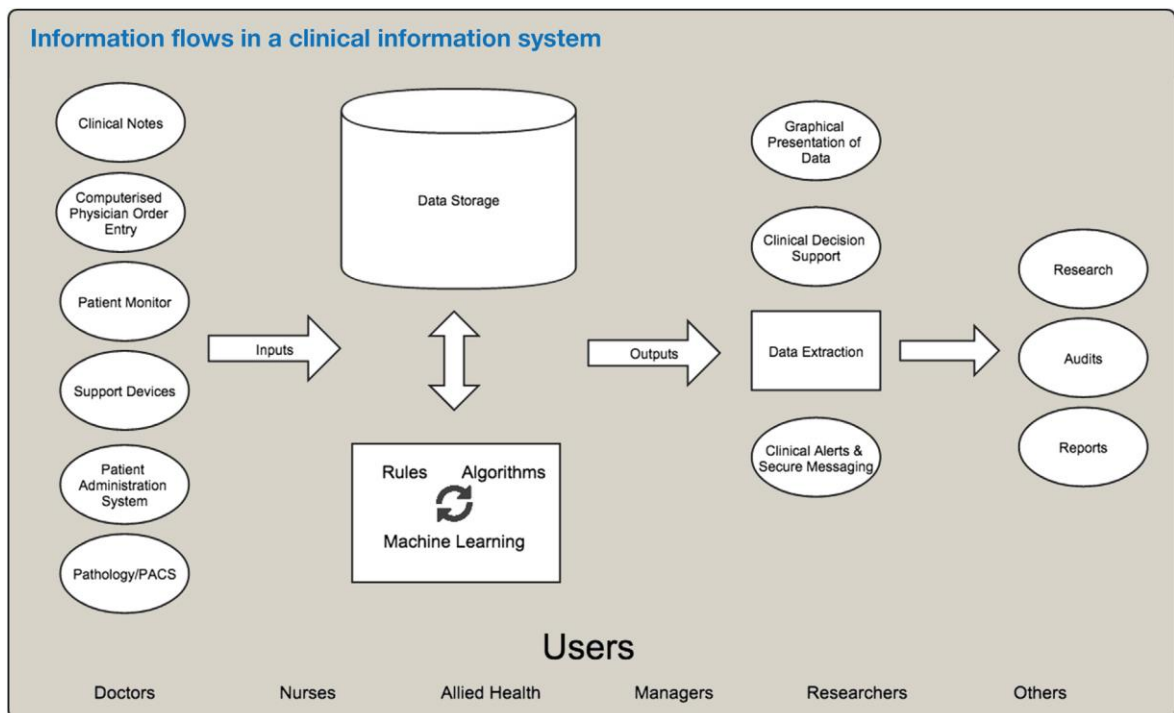 Information flows in a clinical information system
Clinical Notes
Computerised
Physician Order
Entry
Patient Monitor
Support Devices
Patient
Administration
System
Pathology/PACS
Inputs
Data Storage
Rules Algorithms
Machine Learning
Outputs
Graphical
Presentation of
Data
Clinical Decision
Support
Data Extraction
Clinical Alerts &
Secure Messaging
Research
Audits
Reports
Users
Doctors Nurses Allied Health Managers Researchers Others